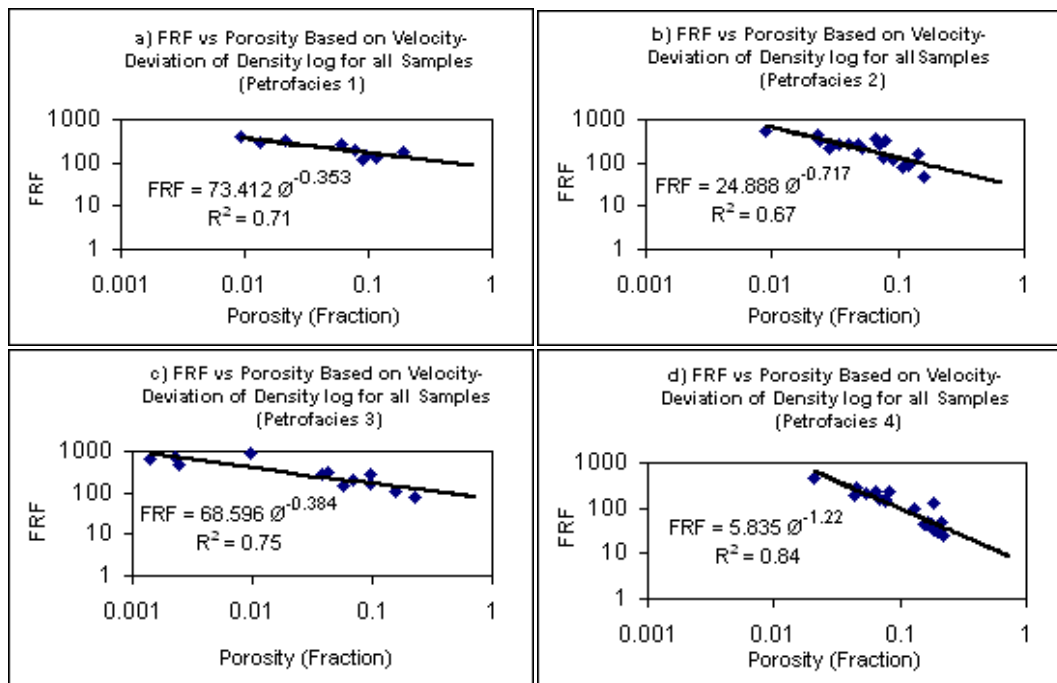 a) FRF vs Porosity Based on Velocity-
Deviation of Density log for all Samples
(Petrofacies 1)
1000
100
10
1
FRF
FRF = 73.412 Ø^-0.353
R² = 0.71
0.001 0.01 0.1 1
Porosity (Fraction)
b) FRF vs Porosity Based on Velocity-
Deviation of Density log for all Samples
(Petrofacies 2)
1000
100
10
1
FRF
FRF = 24.888 Ø^-0.717
R² = 0.67
0.001 0.01 0.1 1
Porosity (Fraction)
c) FRF vs Porosity Based on Velocity-
Deviation of Density log for all Samples
(Petrofacies 3)
1000
100
10
1
FRF
FRF = 68.596 Ø^-0.384
R² = 0.75
0.001 0.01 0.1 1
Porosity (Fraction)
d) FRF vs Porosity Based on Velocity-
Deviation of Density log for all Samples
(Petrofacies 4)
1000
100
10
1
FRF
FRF = 5.835 Ø^-1.22
R² = 0.84
0.001 0.01 0.1 1
Porosity (Fraction)